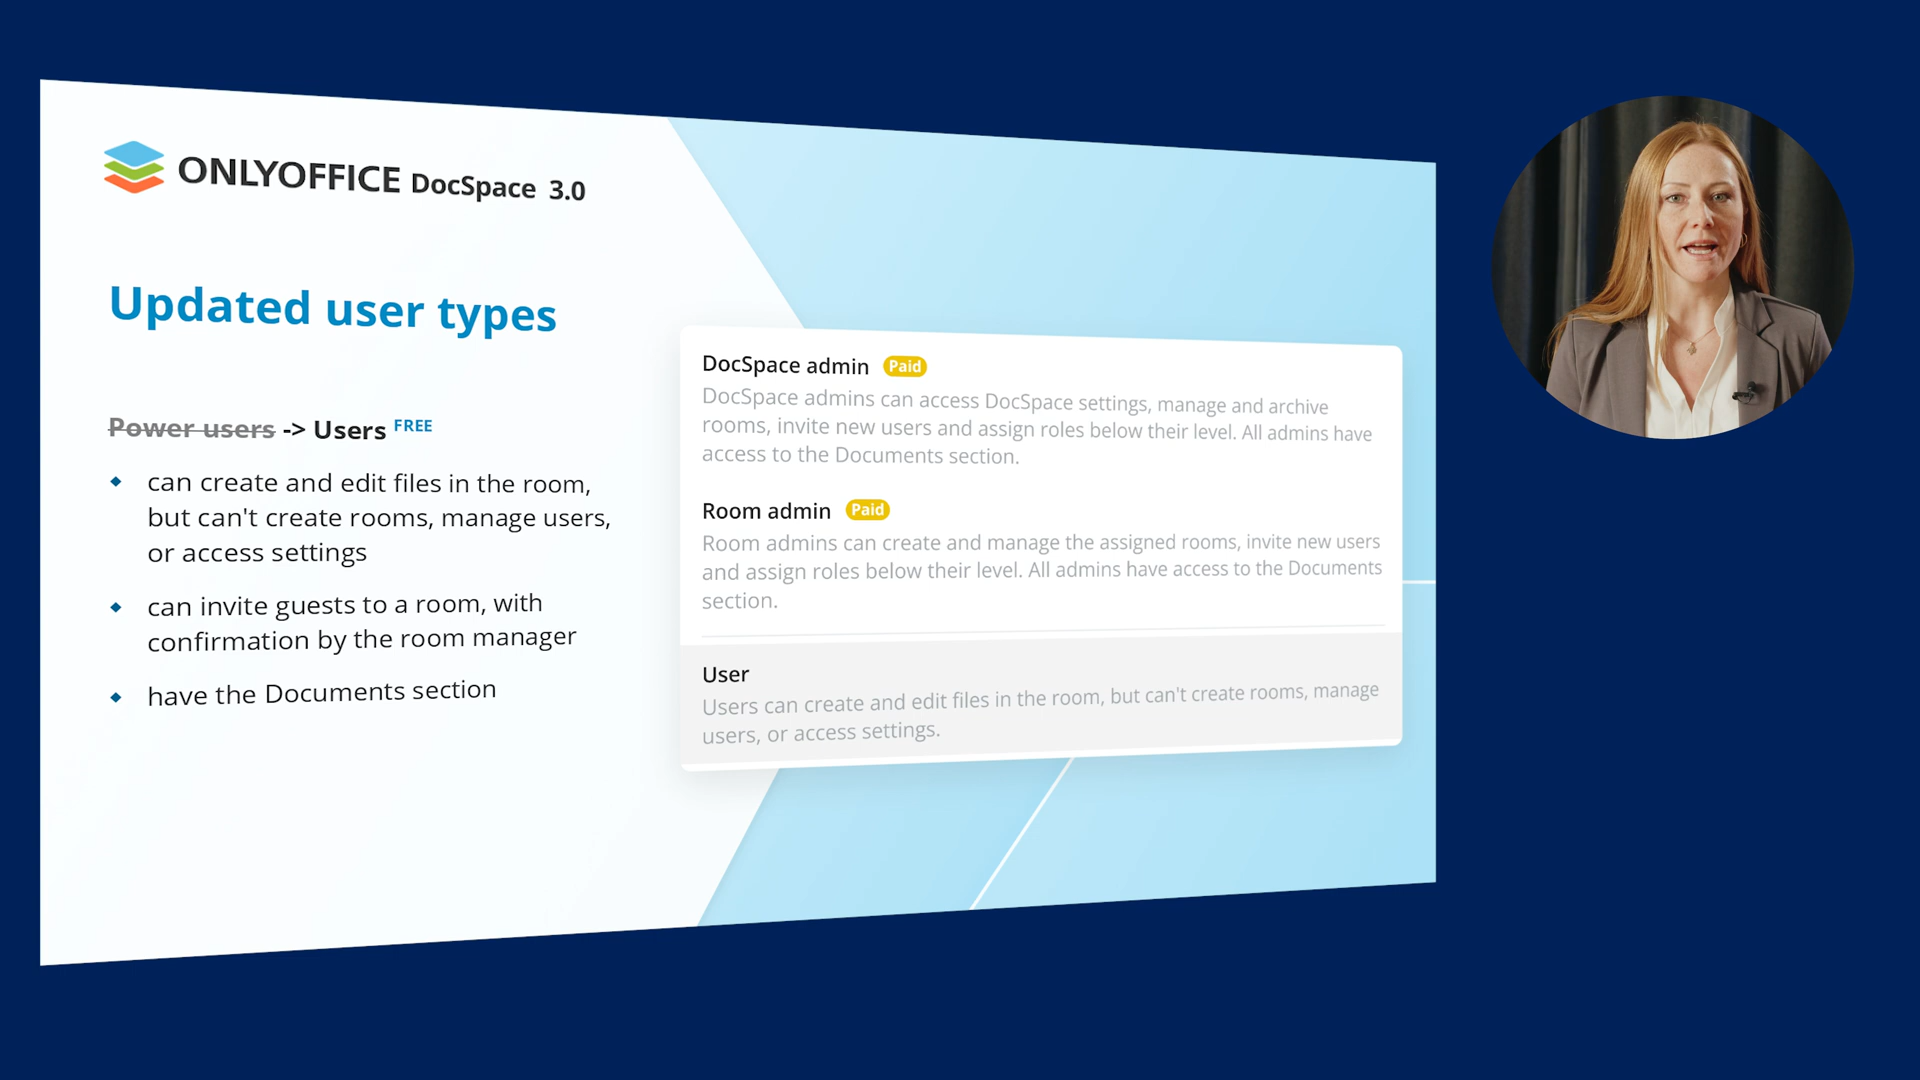 ONLYOFFICE DocSpace 3.0
Updated user types
Power users -> Users FREE
can create and edit files in the room,
but can't create rooms, manage users,
or access settings
can invite guests to a room, with
confirmation by the room manager
have the Documents section
DocSpace admin Paid
DocSpace admins can access DocSpace settings, manage and archive
rooms, invite new users and assign roles below their level. All admins have
access to the Documents section.
Room admin Paid
Room admins can create and manage the assigned rooms, invite new users
and assign roles below their level. All admins have access to the Documents
section.
User
Users can create and edit files in the room, but can't create rooms, manage
users, or access settings.